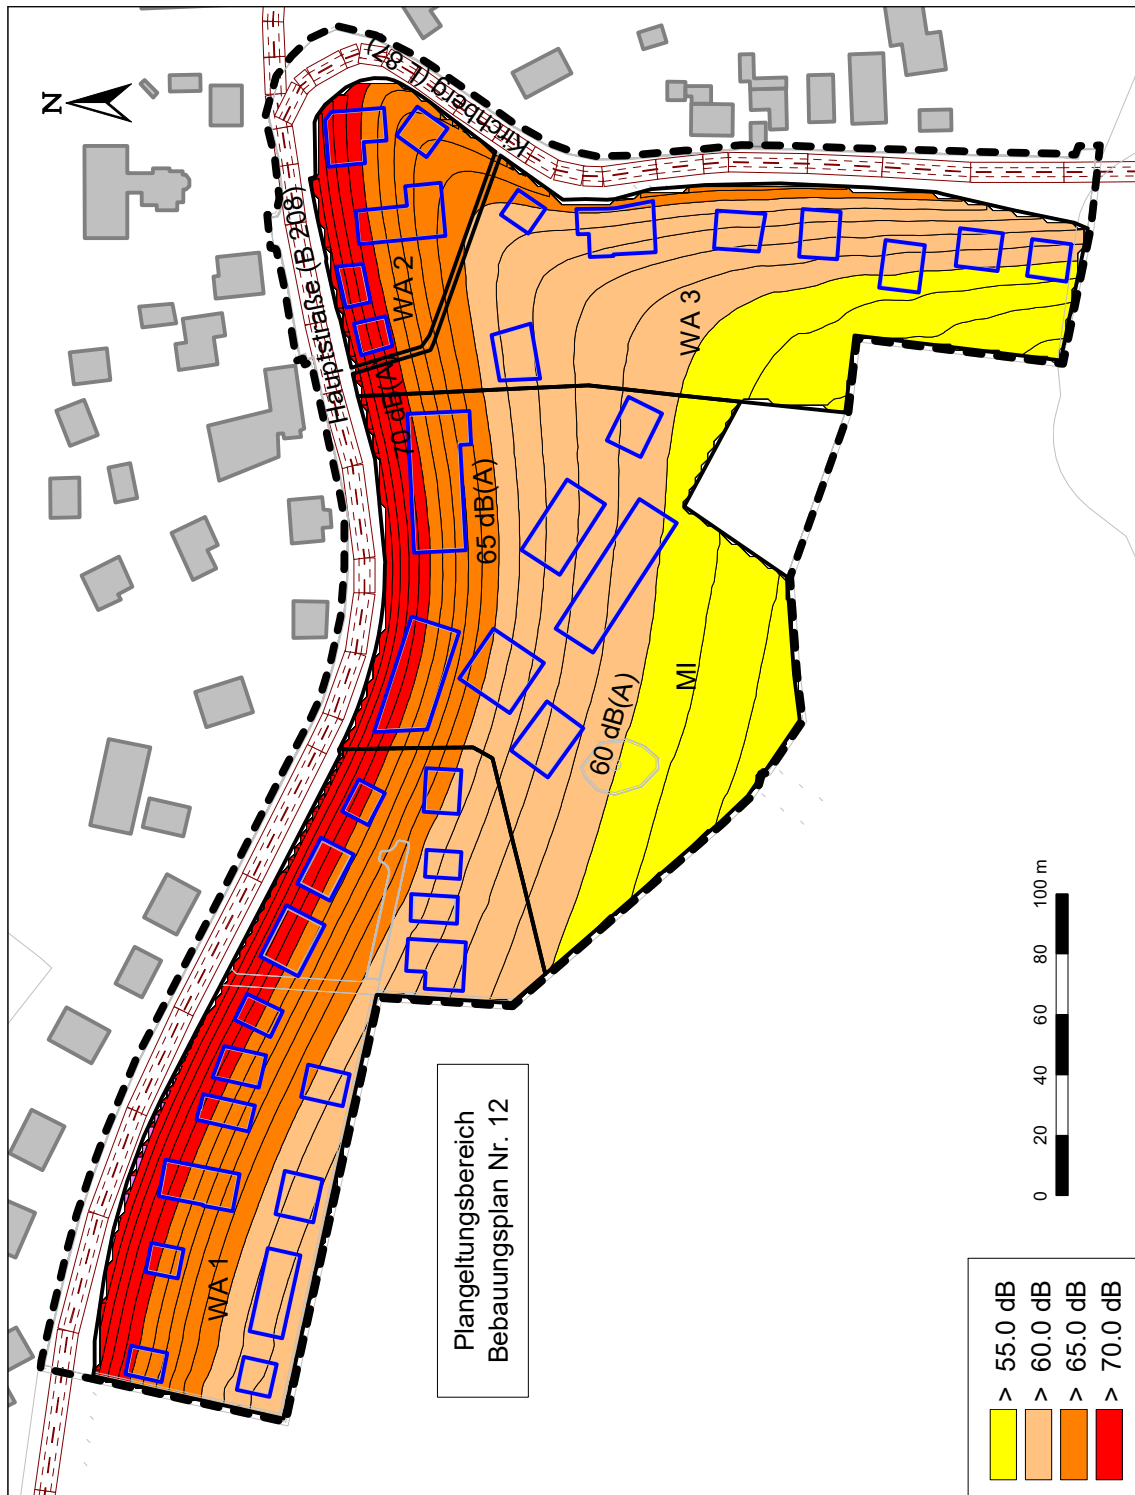 N
Hauptstraße (B 208)
Kirchberg (L 87)
WA 2
70 dB(A)
65 dB(A)
WA 3
60 dB(A)
MI
WA 1
Plangeltungsbereich
Bebauungsplan Nr. 12
0 20 40 60 80 100 m
> 55.0 dB
> 60.0 dB
> 65.0 dB
> 70.0 dB